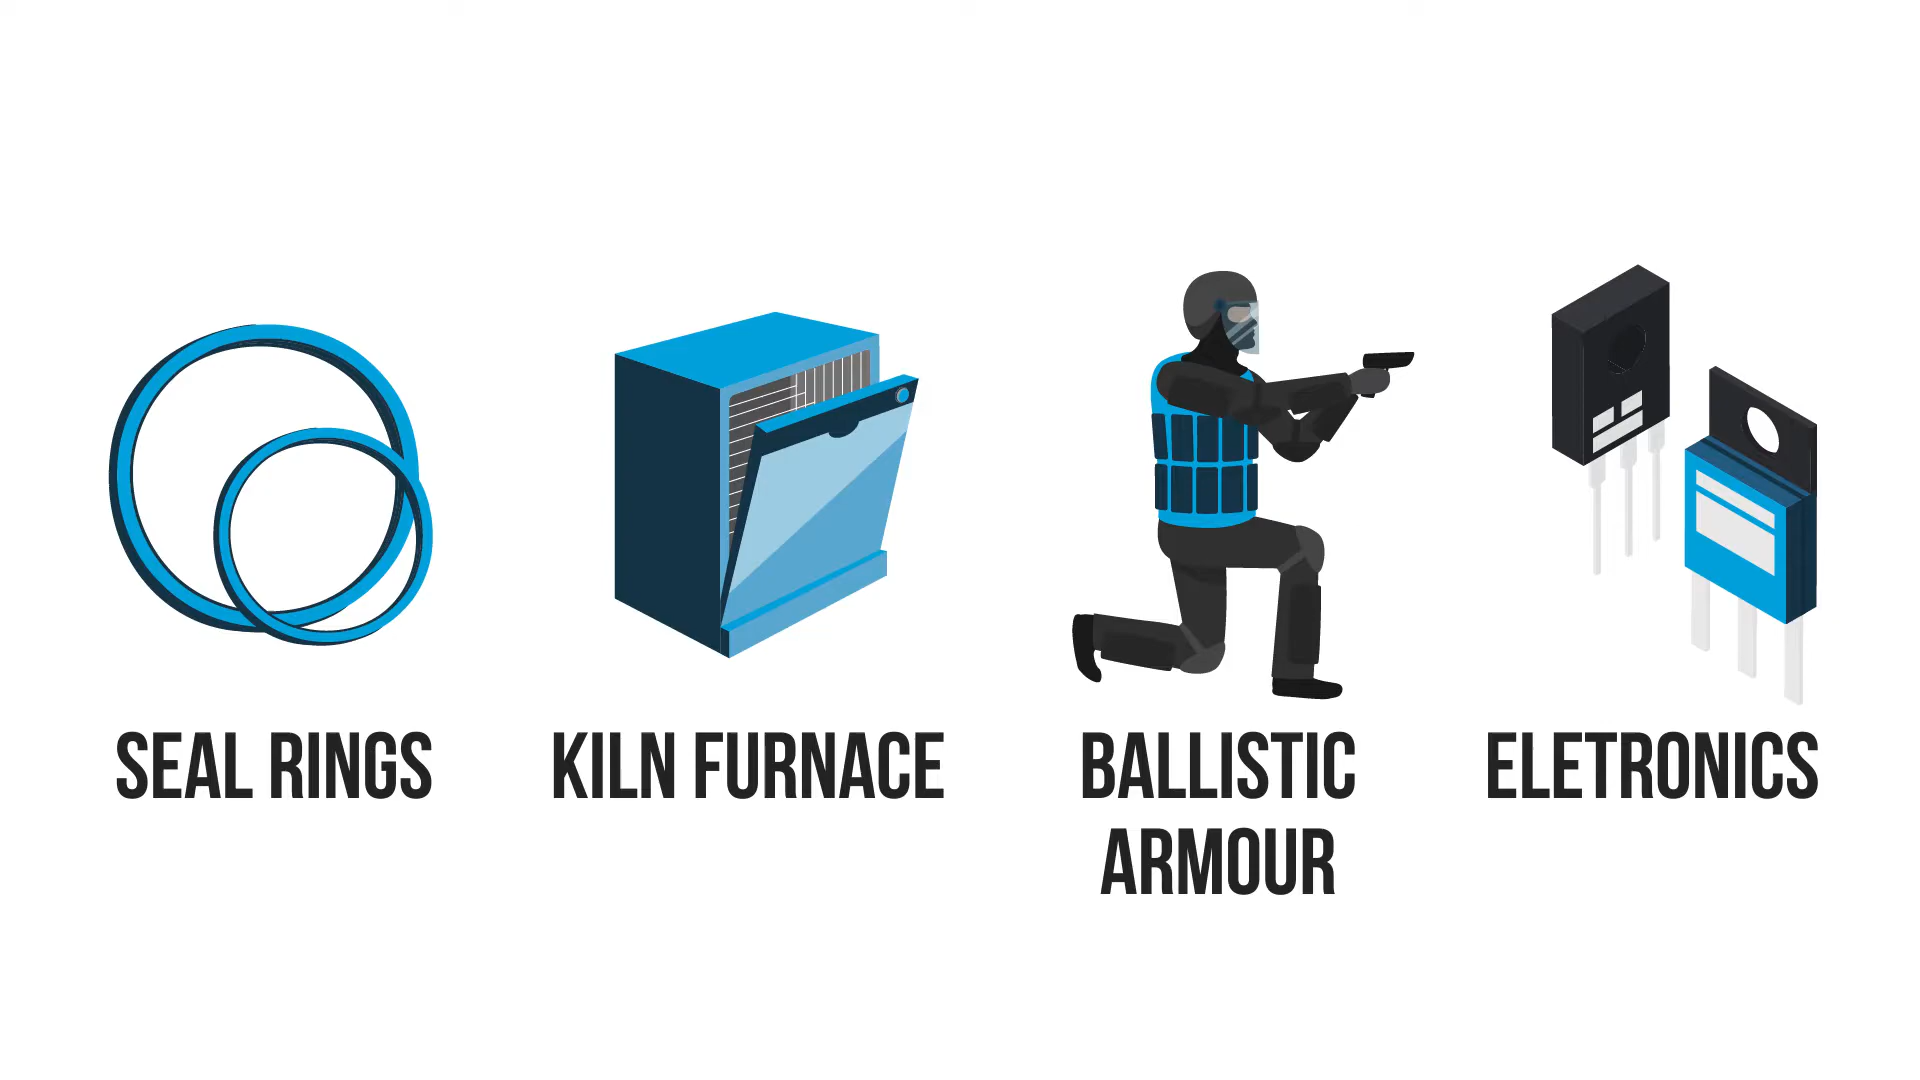 SEAL RINGS
KILN FURNACE
BALLISTIC
ARMOUR
ELETRONICS